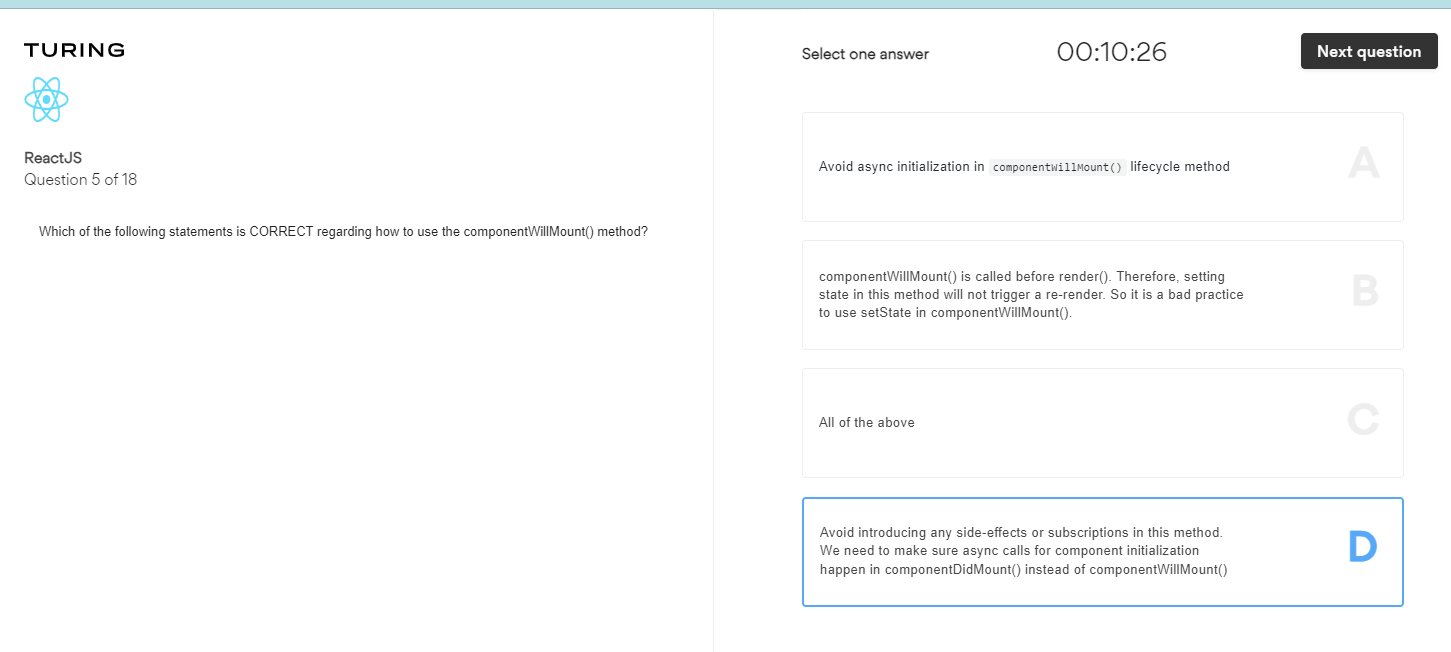 TURING
ReactJS
Question 5 of 18
Which of the following statements is CORRECT regarding how to use the componentWillMount() method?
Select one answer
00:10:26
Next question
Avoid async initialization in componentWillMount() lifecycle method
A
componentWillMount() is called before render(). Therefore, setting
state in this method will not trigger a re-render. So it is a bad practice
to use setState in componentWillMount().
B
All of the above
C
Avoid introducing any side-effects or subscriptions in this method.
We need to make sure async calls for component initialization
happen in componentDidMount() instead of componentWillMount()
D